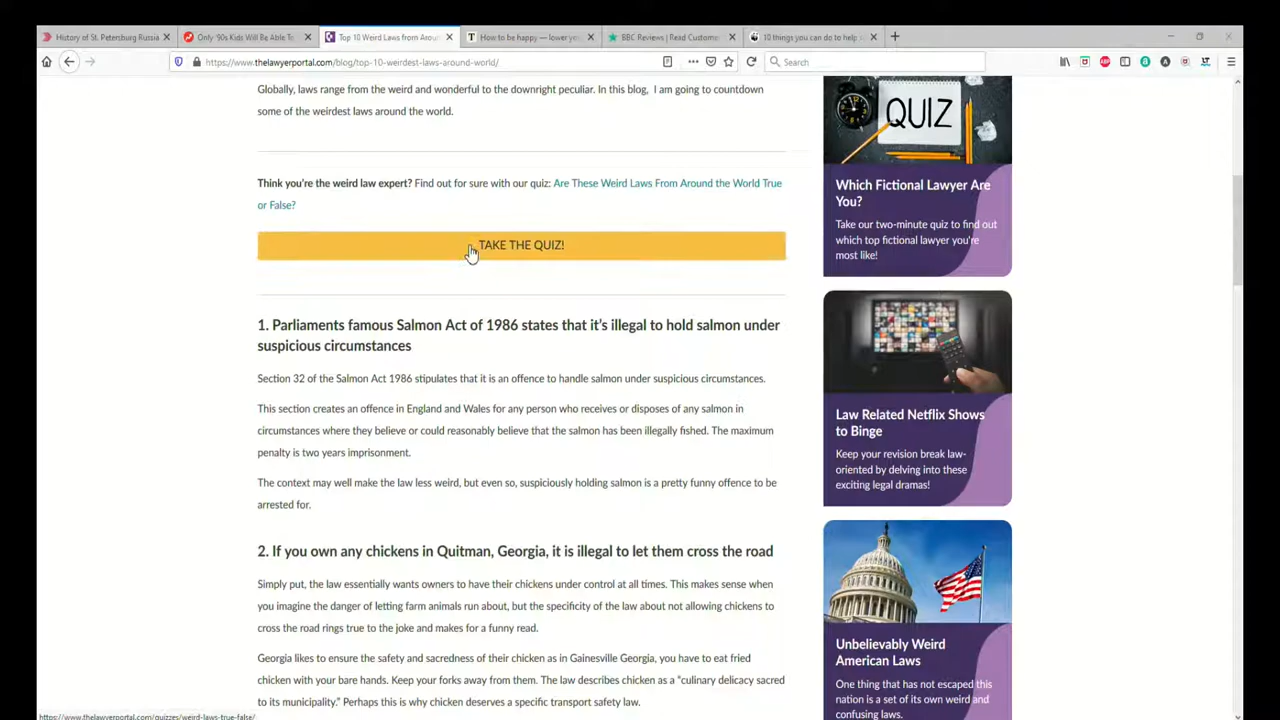 History of St. Petersburg Russia
Only '90s Kids Will Be Able To
Top 10 Weird Laws from Arou
How to be happy — lower yo
BBC Reviews | Read Custome
10 things you can do to help s
https://www.thelawyerportal.com/blog/top-10-weirdest-laws-around-world/
Search
Globally, laws range from the weird and wonderful to the downright peculiar. In this blog, I am going to countdown
some of the weirdest laws around the world.
Think you're the weird law expert? Find out for sure with our quiz: Are These Weird Laws From Around the World True
or False?
TAKE THE QUIZ!
1. Parliaments famous Salmon Act of 1986 states that it's illegal to hold salmon under
suspicious circumstances
Section 32 of the Salmon Act 1986 stipulates that it is an offence to handle salmon under suspicious circumstances.
This section creates an offence in England and Wales for any person who receives or disposes of any salmon in
circumstances where they believe or could reasonably believe that the salmon has been illegally fished. The maximum
penalty is two years imprisonment.
The context may well make the law less weird, but even so, suspiciously holding salmon is a pretty funny offence to be
arrested for.
2. If you own any chickens in Quitman, Georgia, it is illegal to let them cross the road
Simply put, the law essentially wants owners to have their chickens under control at all times. This makes sense when
you imagine the danger of letting farm animals run about, but the specificity of the law about not allowing chickens to
cross the road rings true to the joke and makes for a funny read.
Georgia likes to ensure the safety and sacredness of their chicken as in Gainesville Georgia, you have to eat fried
chicken with your bare hands. Keep your forks away from them. The law describes chicken as a "culinary delicacy sacred
to its municipality." Perhaps this is why chicken deserves a specific transport safety law.
QUIZ
Which Fictional Lawyer Are
You?
Take our two-minute quiz to find out
which top fictional lawyer you're
most like!
Law Related Netflix Shows
to Binge
Keep your revision break law-
oriented by delving into these
exciting legal dramas!
Unbelievably Weird
American Laws
One thing that has not escaped this
nation is a set of its own weird and
confusing laws.
https://www.thelawyerportal.com/quizzes/weird-laws-true-false/